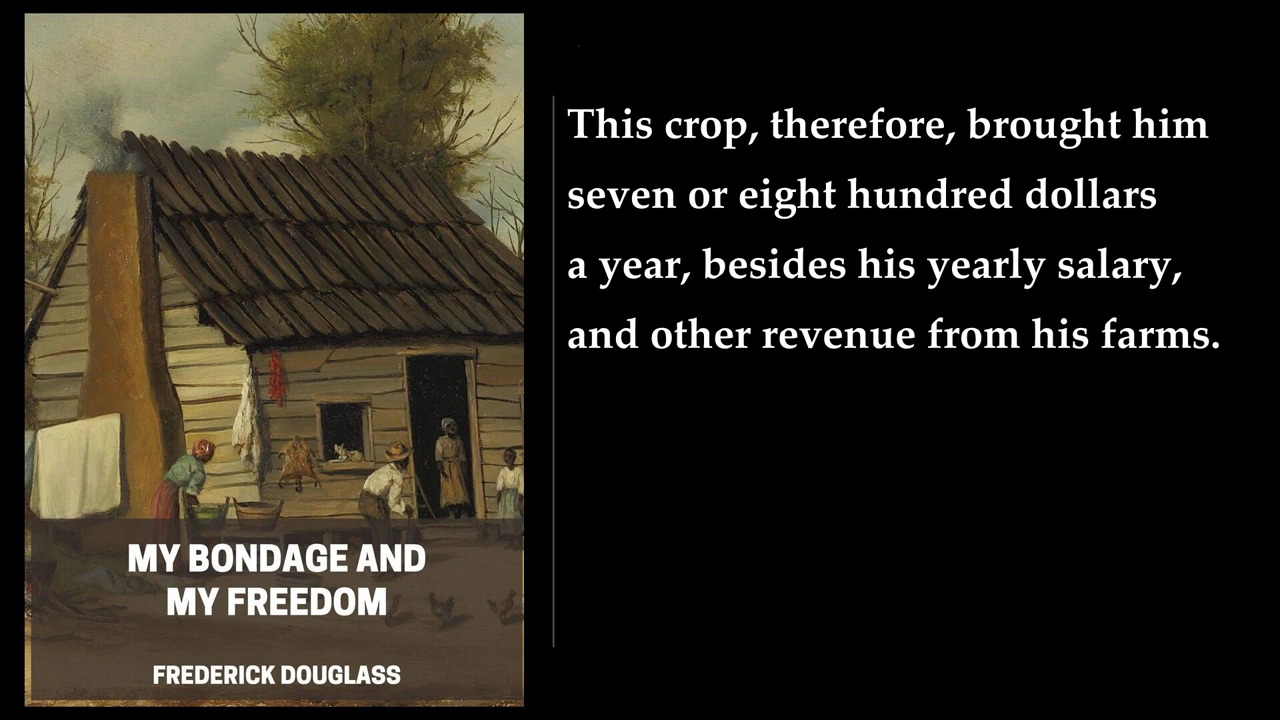 MY BONDAGE AND
MY FREEDOM
FREDERICK DOUGLASS
This crop, therefore, brought him
seven or eight hundred dollars
a year, besides his yearly salary,
and other revenue from his farms.